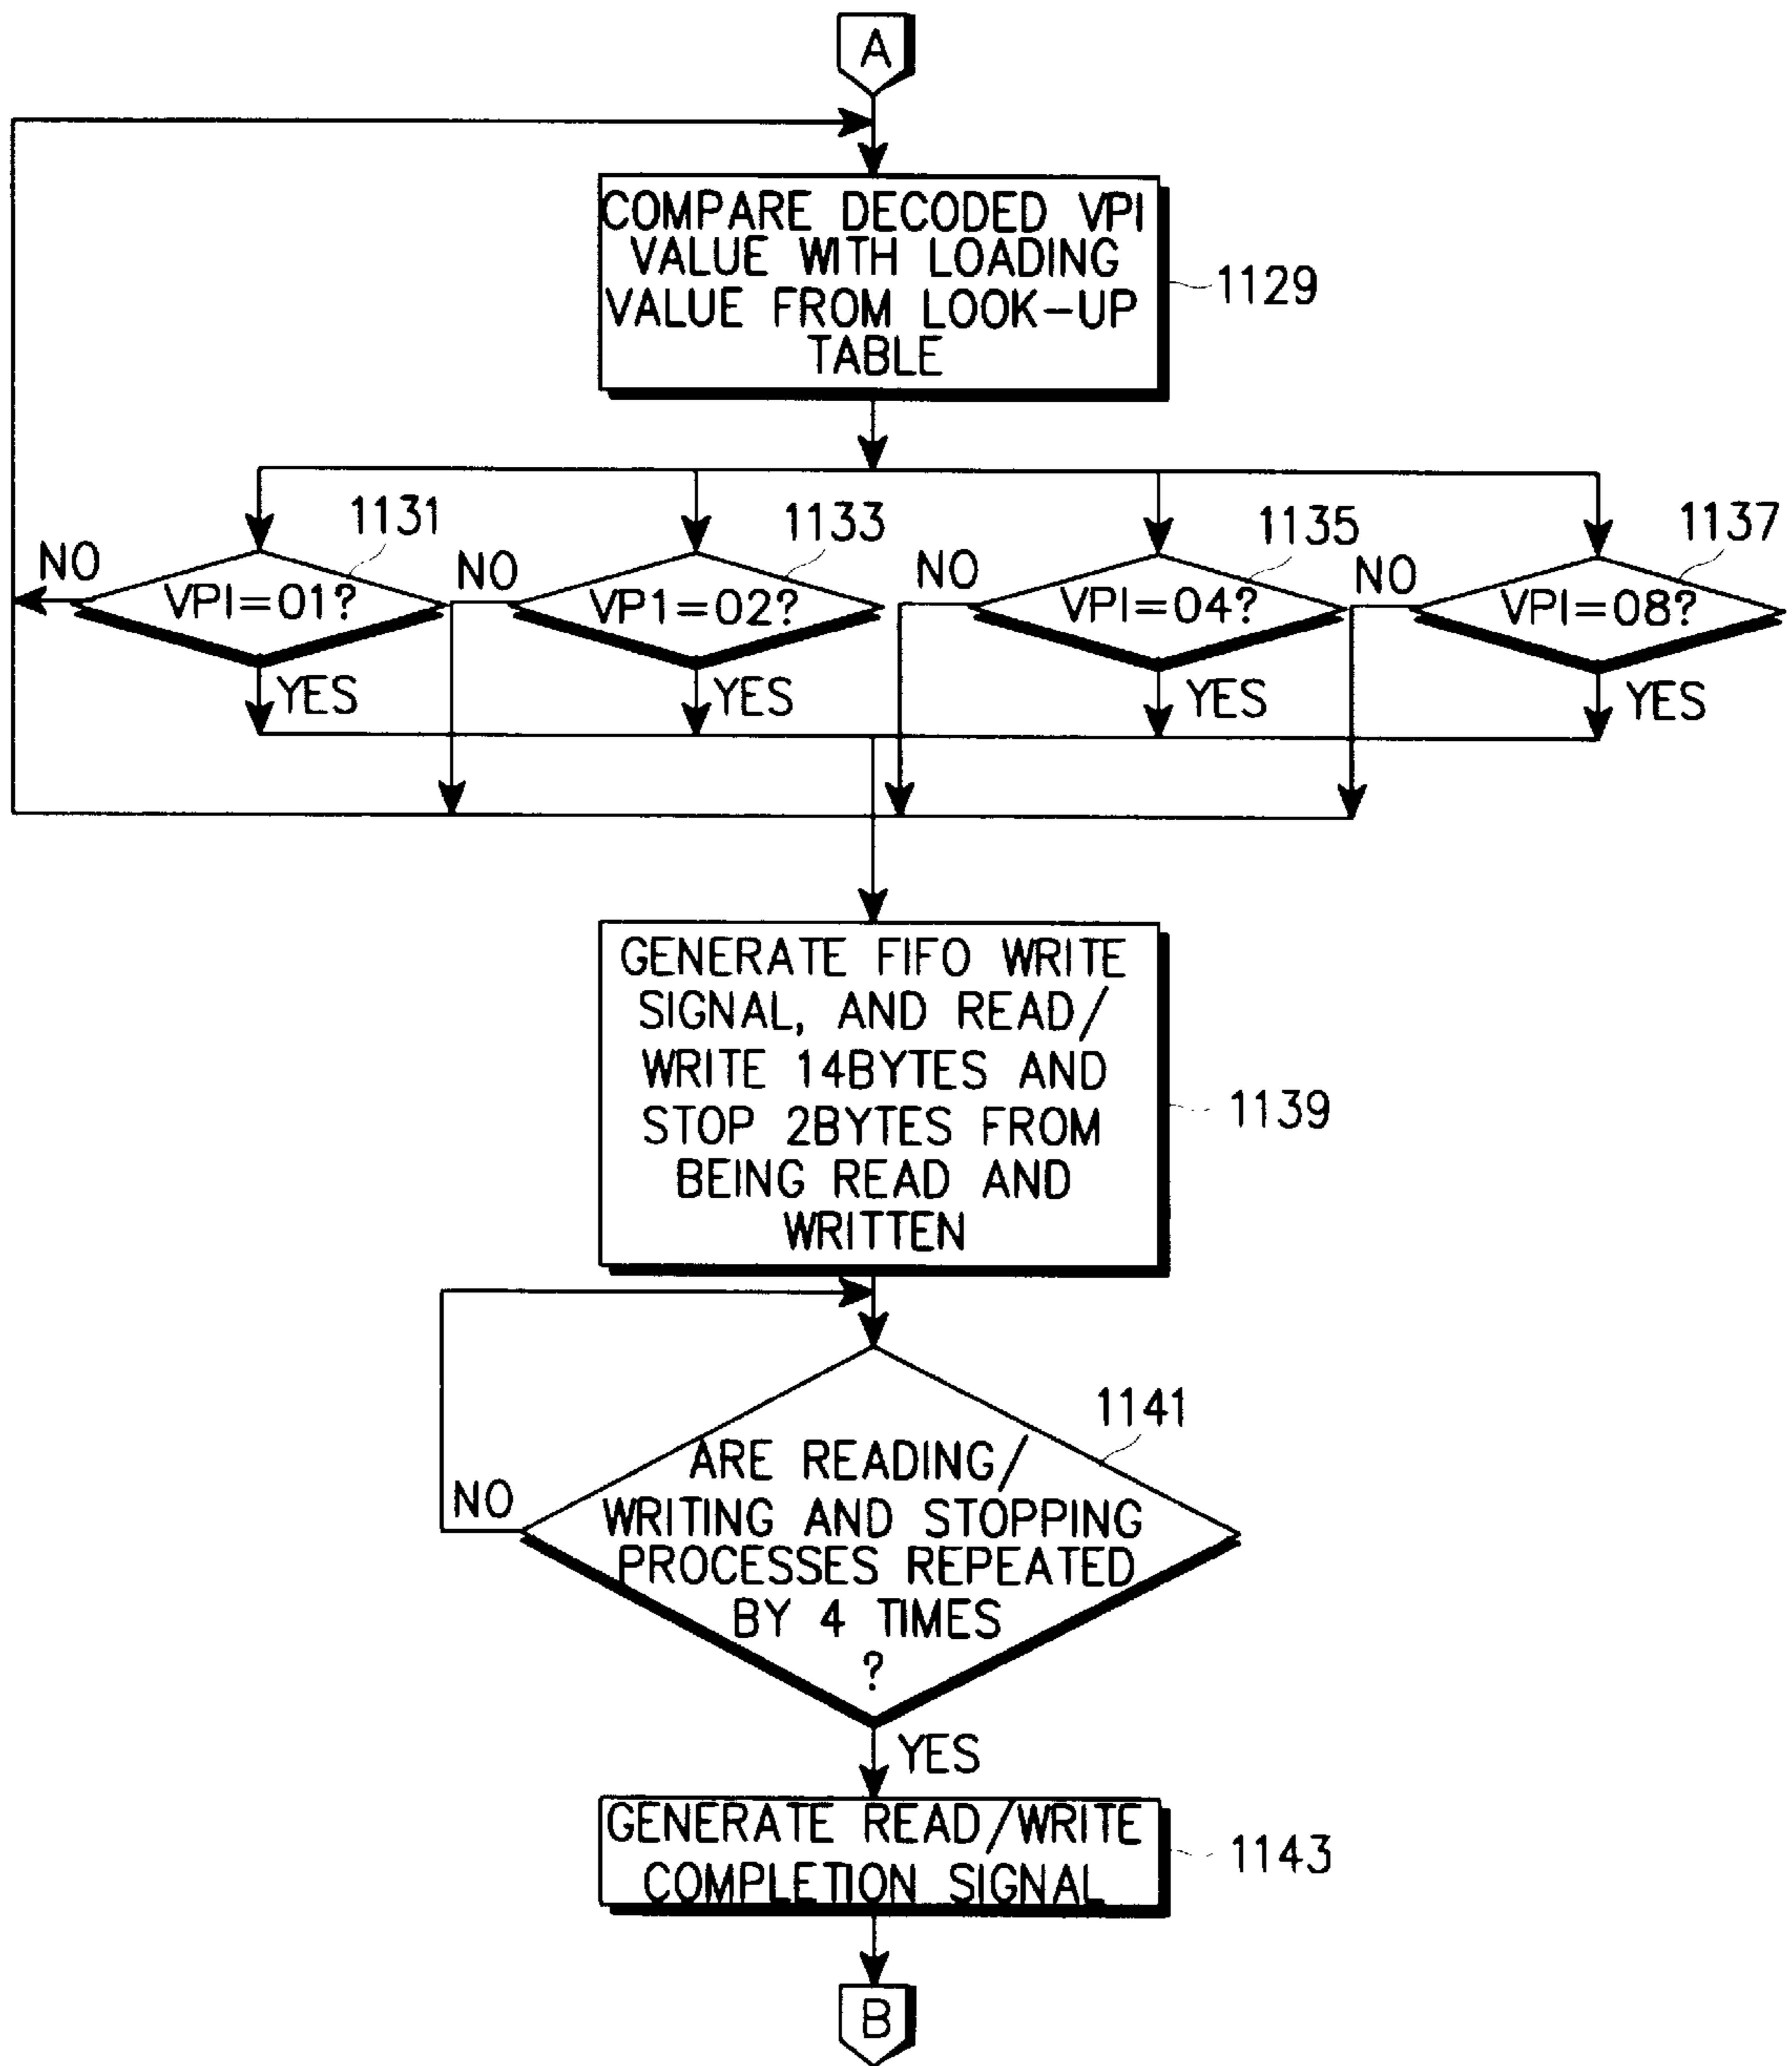 A
COMPARE DECODED VPI
VALUE WITH LOADING
VALUE FROM LOOK-UP
TABLE
1129
1131
1133
1135
1137
NO
NO
NO
NO
VPI=01?
VP1=02?
VPI=04?
VPI=08?
YES
YES
YES
YES
GENERATE FIFO WRITE
SIGNAL, AND READ/
WRITE 14BYTES AND
STOP 2BYTES FROM
BEING READ AND
WRITTEN
1139
1141
ARE READING/
NO
WRITING AND STOPPING
PROCESSES REPEATED
BY 4 TIMES
?
YES
GENERATE READ/WRITE
COMPLETION SIGNAL
1143
B